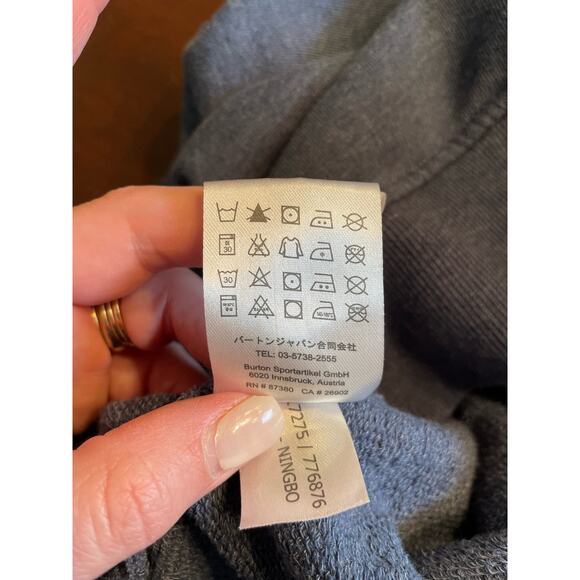 30
30
バートンジャパン合同会社
TEL: 03-5738-2555
Burton Sportartikel GmbH
6020 Innsbruck, Austria
RN # 87380 CA # 26902
7275 / 776876
- NINGBO